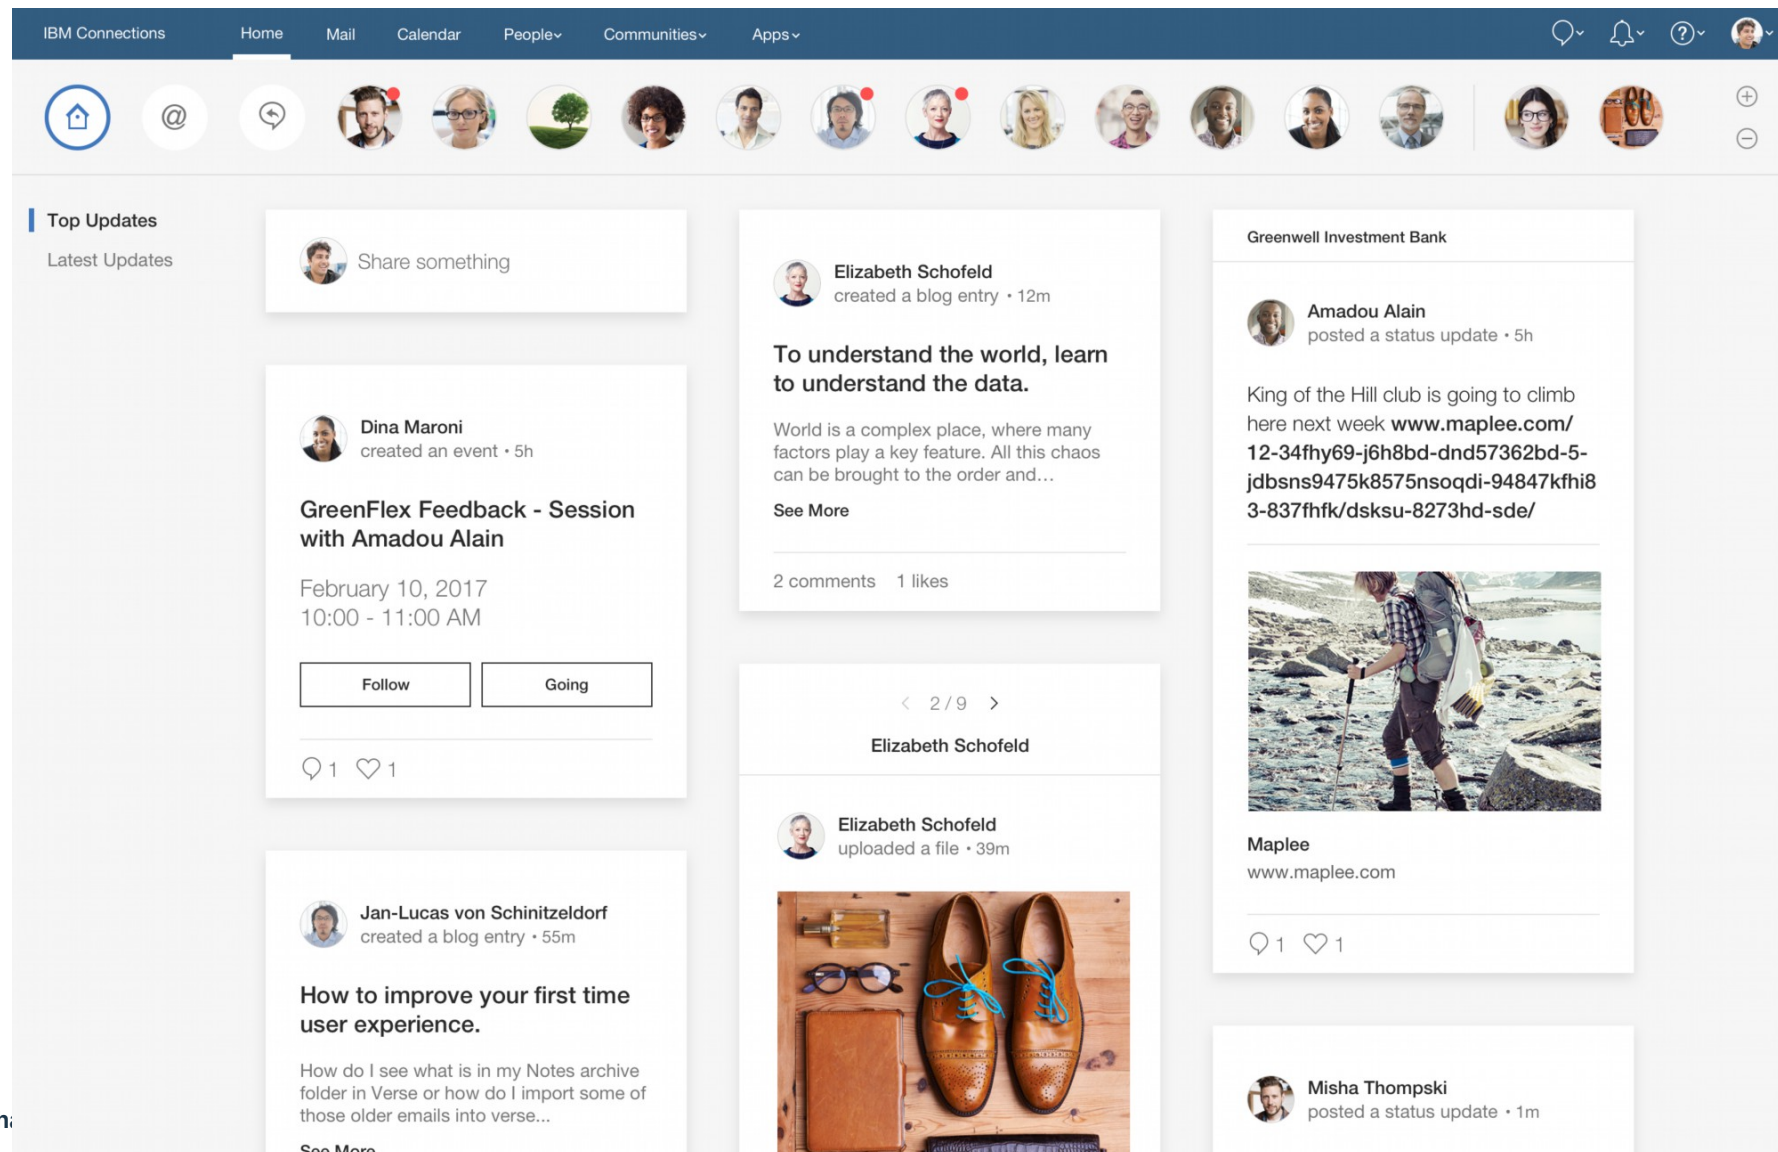 IBM Connections Home Mail Calendar People Communities Apps
@
Top Updates
Latest Updates
Share something
Dina Maroni
created an event • 5h
GreenFlex Feedback - Session
with Amadou Alain
February 10, 2017
10:00 - 11:00 AM
Follow Going
1 1
Jan-Lucas von Schinitzeldorf
created a blog entry • 55m
How to improve your first time
user experience.
How do I see what is in my Notes archive
folder in Verse or how do I import some of
those older emails into verse...
See More
Elizabeth Schofeld
created a blog entry • 12m
To understand the world, learn
to understand the data.
World is a complex place, where many
factors play a key feature. All this chaos
can be brought to the order and...
See More
2 comments 1 likes
< 2 / 9 >
Elizabeth Schofeld
Elizabeth Schofeld
uploaded a file • 39m
Greenwell Investment Bank
Amadou Alain
posted a status update • 5h
King of the Hill club is going to climb
here next week www.maplee.com/
12-34fhy69-j6h8bd-dnd57362bd-5-
jdbsns9475k8575nsoqdi-94847kfhi8
3-837fhfk/dsksu-8273hd-sde/
Maplee
www.maplee.com
1 1
Misha Thompski
posted a status update • 1m